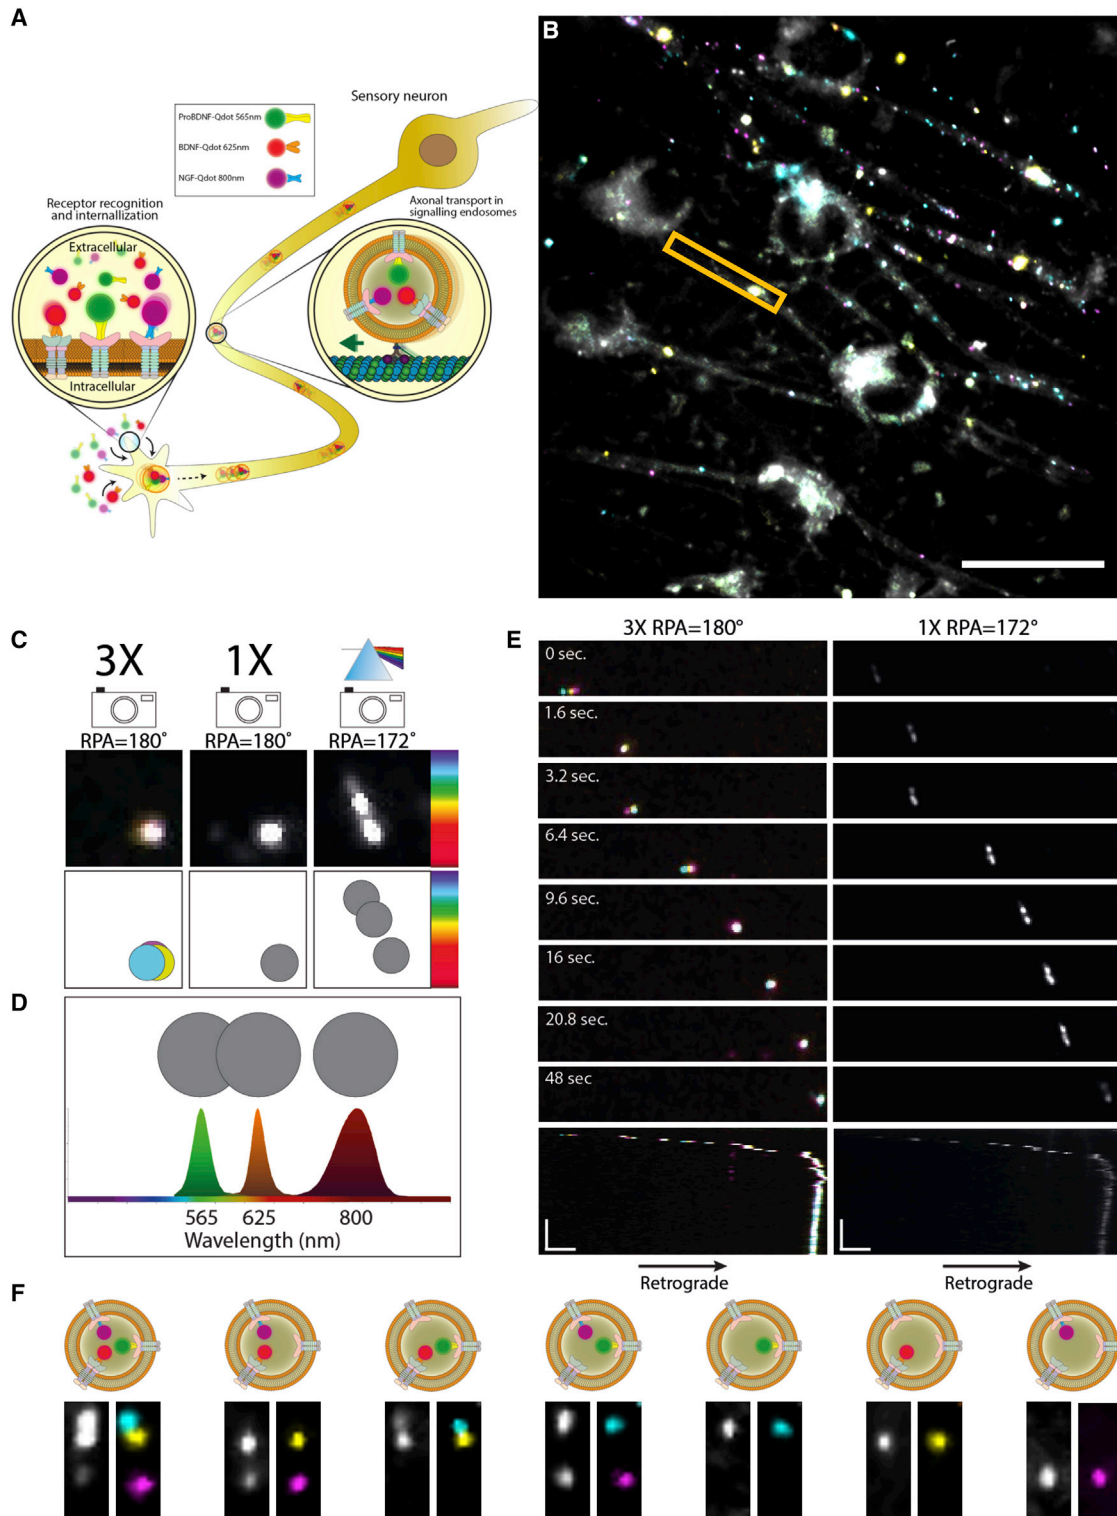 A
Sensory neuron
ProBDNF-Qdot 565nm
BDNF-Qdot 625nm
NGF-Qdot 800nm
Receptor recognition
and internallization
Extracellular
Intracellular
Axonal transport in
signalling endosomes
B
C
3X
1X
RPA=180°
RPA=180°
RPA=172°
D
565
625
800
Wavelength (nm)
E
3X RPA=180°
1X RPA=172°
0 sec.
1.6 sec.
3.2 sec.
6.4 sec.
9.6 sec.
16 sec.
20.8 sec.
48 sec
Retrograde
Retrograde
F